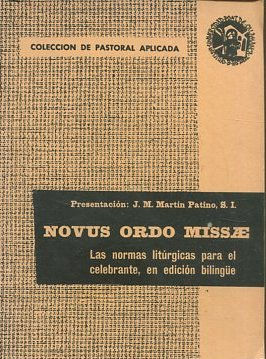 COLECCION DE PASTORAL APLICADA
Presentación: J. M. Martín Patino, S. I.
NOVUS ORDO MISSÆ
Las normas litúrgicas para el
celebrante, en edición bilingüe